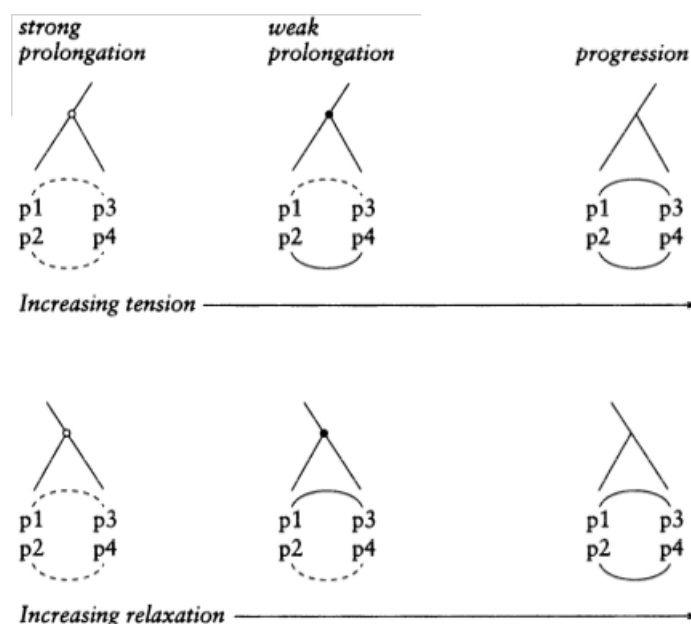 strong weak
prolongation prolongation progression
p1 p3 p1 p3 p1 p3
p2 p4 p2 p4 p2 p4
Increasing tension
p1 p3 p1 p3 p1 p3
p2 p4 p2 p4 p2 p4
Increasing relaxation